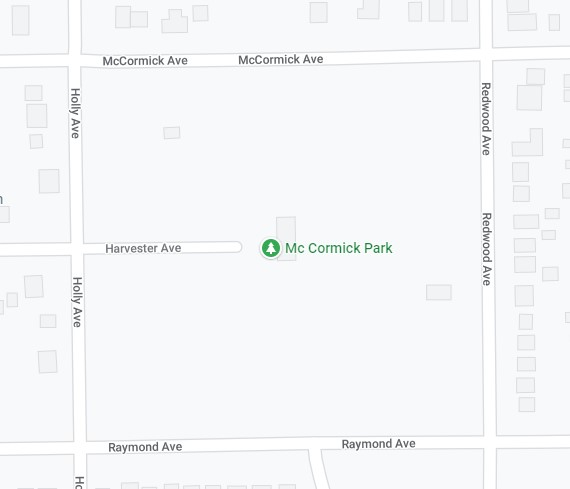 McCormick Ave
McCormick Ave
Holly Ave
Redwood Ave
Harvester Ave
Mc Cormick Park
Redwood Ave
Holly Ave
Raymond Ave
Raymond Ave